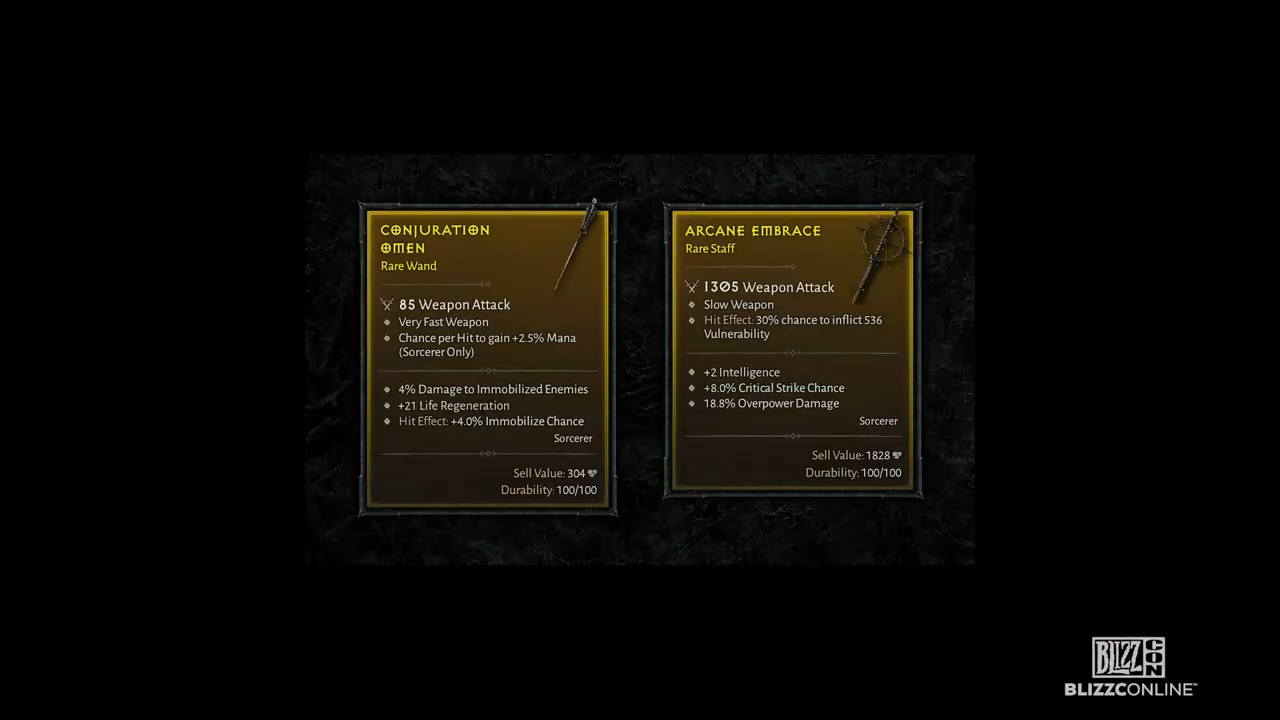 CONJURATION
OMEN
Rare Wand
85 Weapon Attack
Very Fast Weapon
Chance per Hit to gain +2.5% Mana
(Sorcerer Only)
4% Damage to Immobilized Enemies
+21 Life Regeneration
Hit Effect: +4.0% Immobilize Chance
Sorcerer
Sell Value: 304
Durability: 100/100
ARCANE EMBRACE
Rare Staff
1305 Weapon Attack
Slow Weapon
Hit Effect: 30% chance to inflict 536
Vulnerability
+2 Intelligence
+8.0% Critical Strike Chance
18.8% Overpower Damage
Sorcerer
Sell Value: 1828
Durability: 100/100
BLIZZ
CON
BLIZZCONLINE™